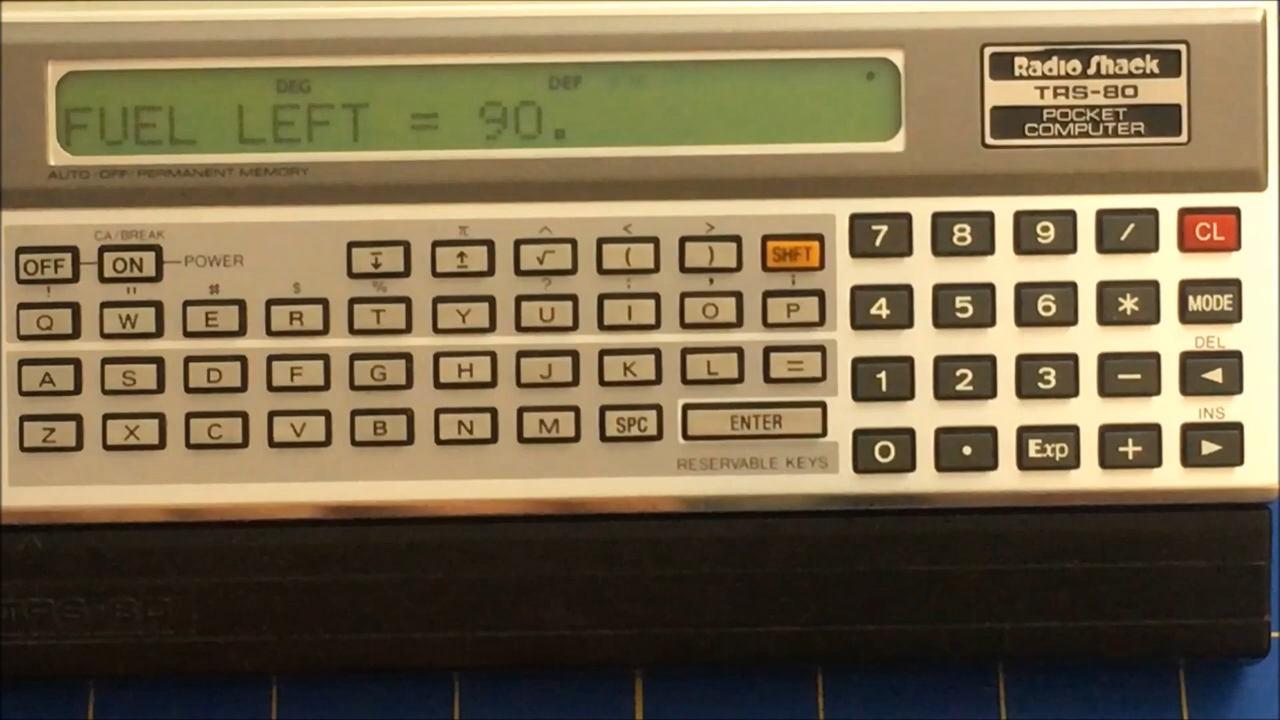 DEG DEF
FUEL LEFT = 90.
AUTO OFF PERMANENT MEMORY
Radio Shack
TRS-80
POCKET
COMPUTER
CA/BREAK π ^ < >
OFF ON POWER ↧ ↥ √ ( ) SHFT 7 8 9 / CL
! " # $ % ? : , ;
Q W E R T Y U I O P 4 5 6 * MODE
DEL
A S D F G H J K L = 1 2 3 − ◄
INS
Z X C V B N M SPC ENTER 0 • Exp + ►
RESERVABLE KEYS
TRS-80